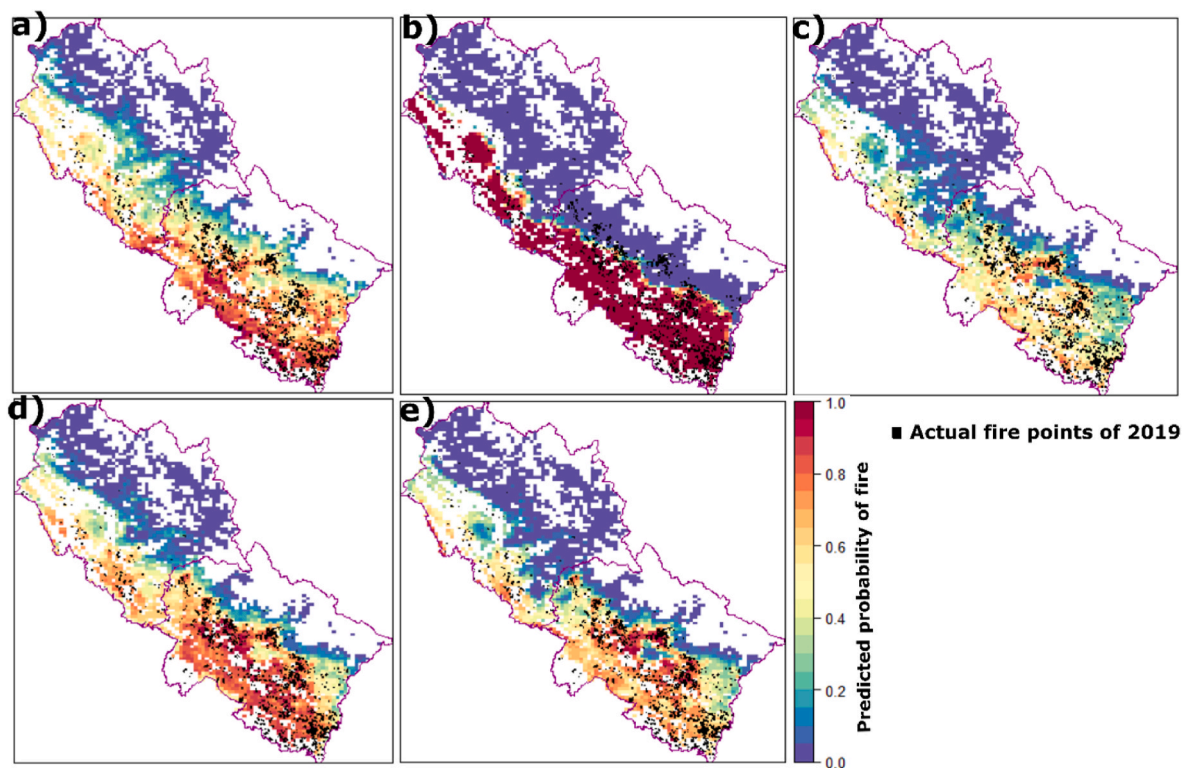 a)
b)
c)
d)
e)
1.0
0.8
0.6
0.4
0.2
0.0
Predicted probability of fire
Actual fire points of 2019